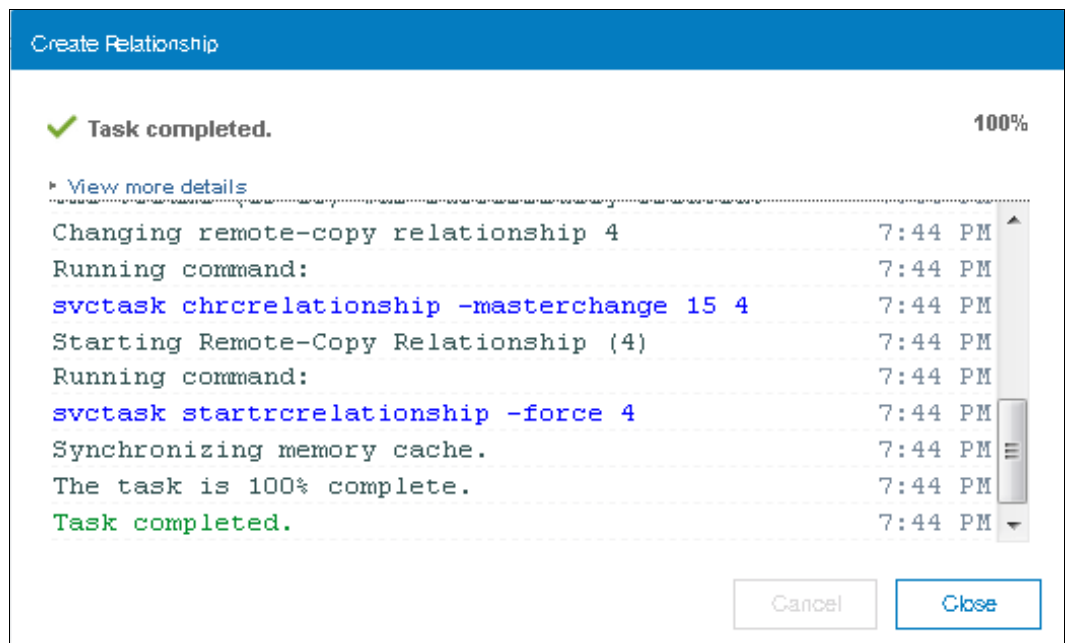 Create Relationship
Task completed.
100%
View more details
Changing remote-copy relationship 4 7:44 PM
Running command: 7:44 PM
svctask chrcrelationship -masterchange 15 4 7:44 PM
Starting Remote-Copy Relationship (4) 7:44 PM
Running command: 7:44 PM
svctask startrcrelationship -force 4 7:44 PM
Synchronizing memory cache. 7:44 PM
The task is 100% complete. 7:44 PM
Task completed. 7:44 PM
Cancel Close